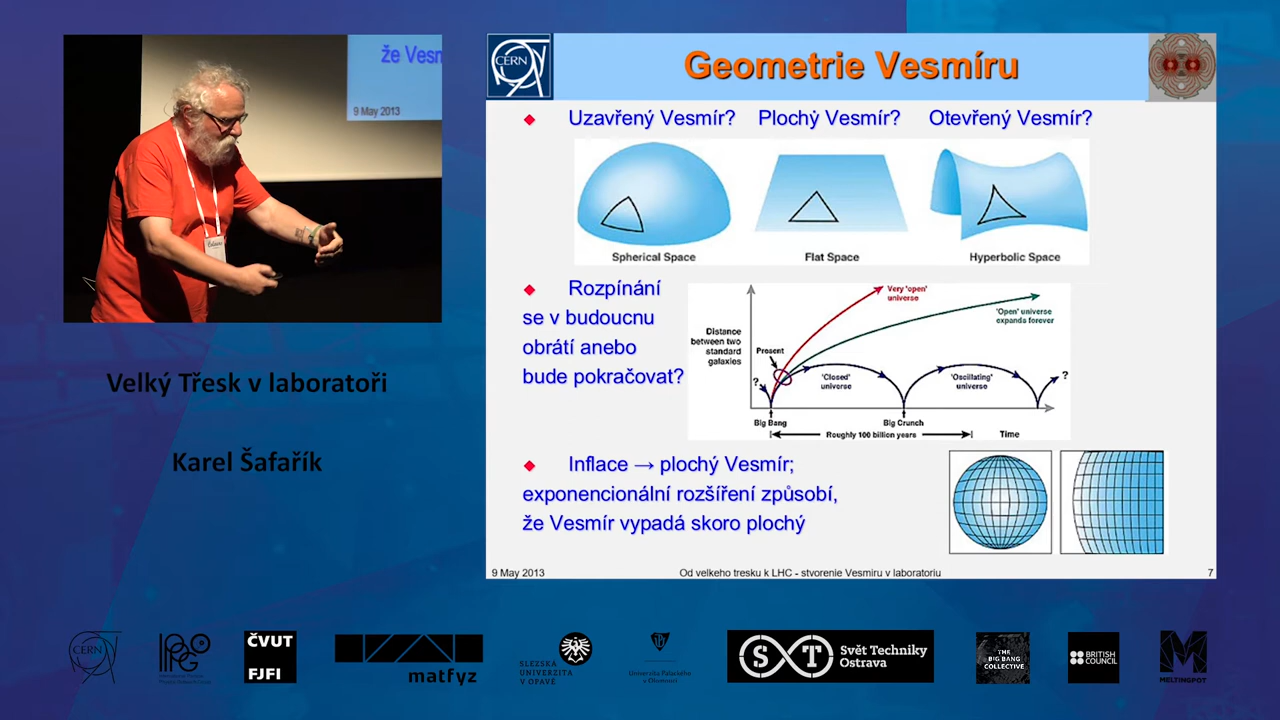 že Vesm
9 May 2013
Velký Třesk v laboratoři
Karel Šafařík
CERN
Geometrie Vesmíru
Uzavřený Vesmír? Plochý Vesmír? Otevřený Vesmír?
Spherical Space Flat Space Hyperbolic Space
Rozpínání
se v budoucnu
obrátí anebo
bude pokračovat?
Distance
between two
standard
galaxies
Very 'open'
universe
'Open' universe
expands forever
Present
?
'Closed'
universe
'Oscillating'
universe
?
Big Bang
Big Crunch
Roughly 100 billion years
Time
Inflace → plochý Vesmír;
exponencionální rozšíření způsobí,
že Vesmír vypadá skoro plochý
9 May 2013
Od velkeho tresku k LHC - stvorenie Vesmiru v laboratoriu
7
CERN
IPPOG
ČVUT
FJFI
matfyz
SLEZSKÁ
UNIVERZITA
V OPAVĚ
Univerzita Palackého
v Olomouci
S T
Svět Techniky
Ostrava
THE
BIG BANG
COLLECTIVE
BRITISH
COUNCIL
MELTINGPOT